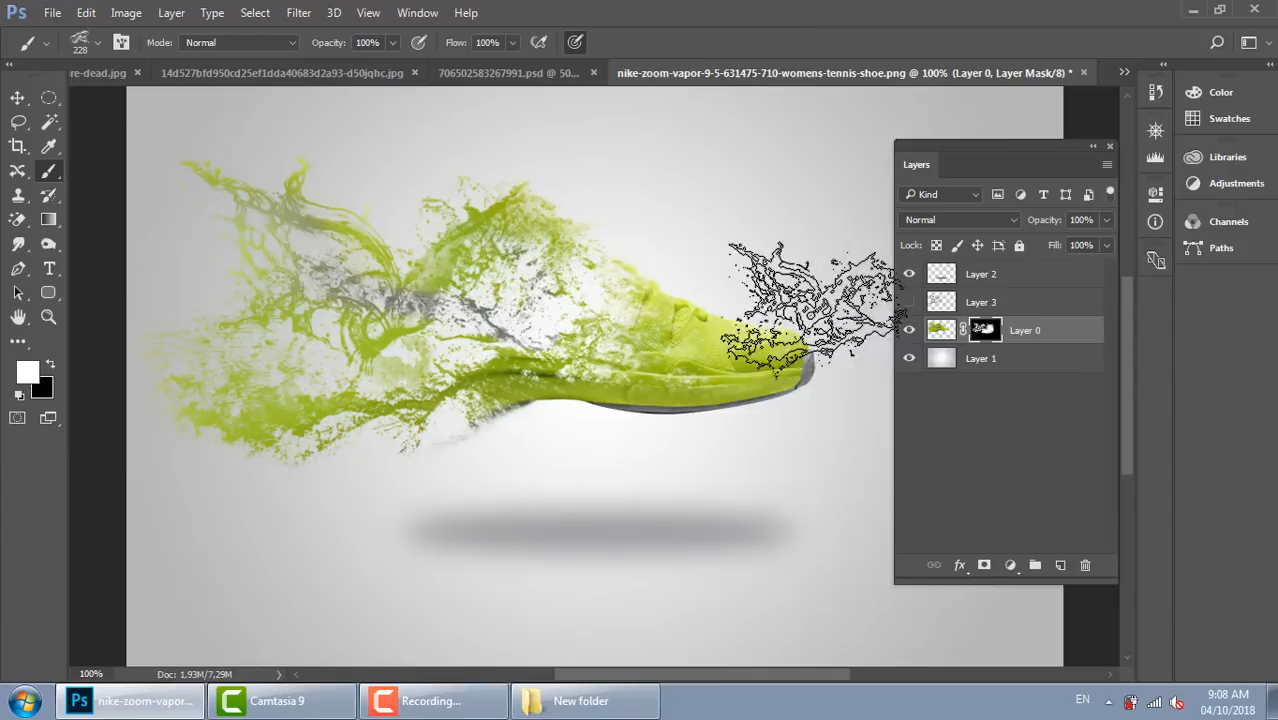 Ps File Edit Image Layer Type Select Filter 3D View Window Help
228 Mode: Normal Opacity: 100% Flow: 100%
re-dead.jpg × 14d527bfd950cd25ef1dda40683d2a93-d50jqhc.jpg × 706502583267991.psd @ 50... × nike-zoom-vapor-9-5-631475-710-womens-tennis-shoe.png @ 100% (Layer 0, Layer Mask/8) * ×
Color
Swatches
Libraries
Adjustments
Channels
Paths
Layers
Kind
Normal Opacity: 100%
Lock: Fill: 100%
Layer 2
Layer 3
Layer 0
Layer 1
100% Doc: 1,93M/7,29M
Ps nike-zoom-vapor... C Camtasia 9 C Recording... New folder EN 9:08 AM
04/10/2018